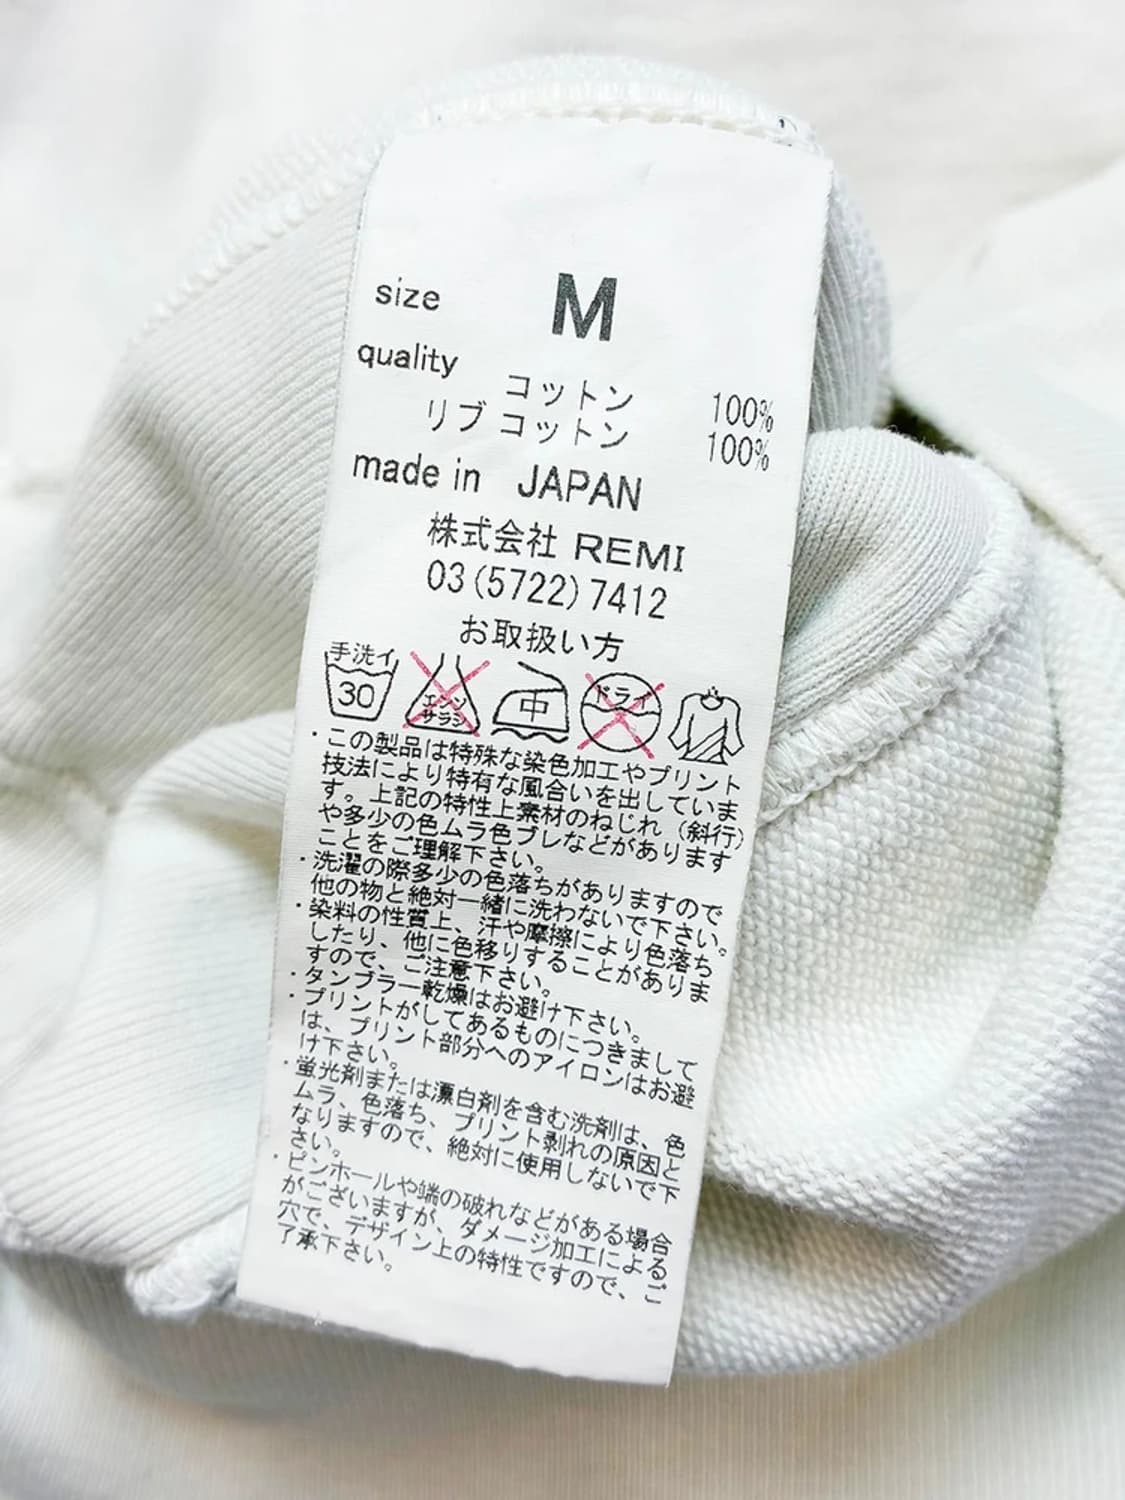 size M
quality コットン 100%
リブコットン 100%
made in JAPAN
株式会社 REMI
03(5722)7412
お取扱い方
手洗イ 30 エンソ サラシ 中 ドライ
・この製品は特殊な染色加工やプリント
技法により特有な風合いを出していま
す。上記の特性上素材のねじれ(斜行)
や多少の色ムラ色ブレなどがあります
ことをご理解下さい。
・洗濯の際多少の色落ちがありますので
他の物と絶対一緒に洗わないで下さい。
・染料の性質上、汗や摩擦により色落ち
したり、他に色移りすることがありま
すので、ご注意下さい。
・タンブラー乾燥はお避け下さい。
・プリントがしてあるものにつきまして
は、プリント部分へのアイロンはお避
け下さい。
・蛍光剤または漂白剤を含む洗剤は、色
ムラ、色落ち、プリント剥れの原因と
なりますので、絶対に使用しないで下
さい。
・ピンホールや端の破れなどがある場合
がございますが、ダメージ加工による
穴で、デザイン上の特性ですので、ご
了承下さい。